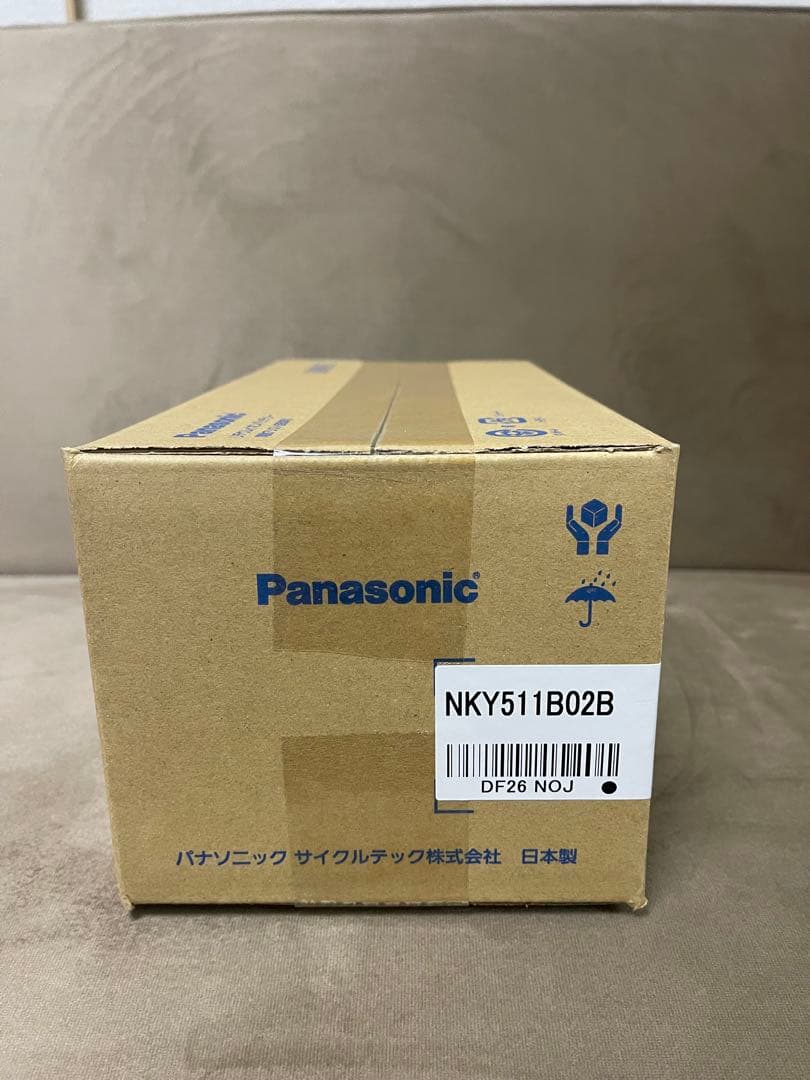 Panasonic
Panasonic
NKY511B02B
DF26 NOJ
パナソニック サイクルテック株式会社 日本製